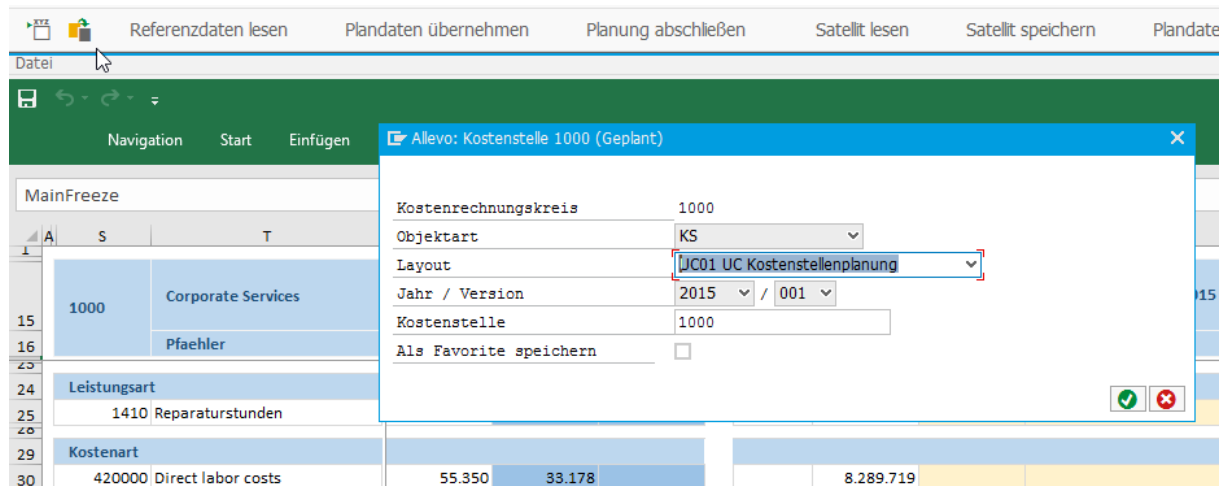 XYZ
Referenzdaten lesen Plandaten übernehmen Planung abschließen Satellit lesen Satellit speichern Plandate
Datei
Navigation Start Einfügen
Allevo: Kostenstelle 1000 (Geplant)
MainFreeze
Kostenrechnungskreis 1000
Objektart KS
Layout UC01 UC Kostenstellenplanung
Jahr / Version 2015 / 001
Kostenstelle 1000
Als Favorite speichern
A S T
1
15 1000 Corporate Services 015
16 Pfaehler
23
24 Leistungsart
25 1410 Reparaturstunden
28
29 Kostenart
30 420000 Direct labor costs 55.350 33.178 8.289.719